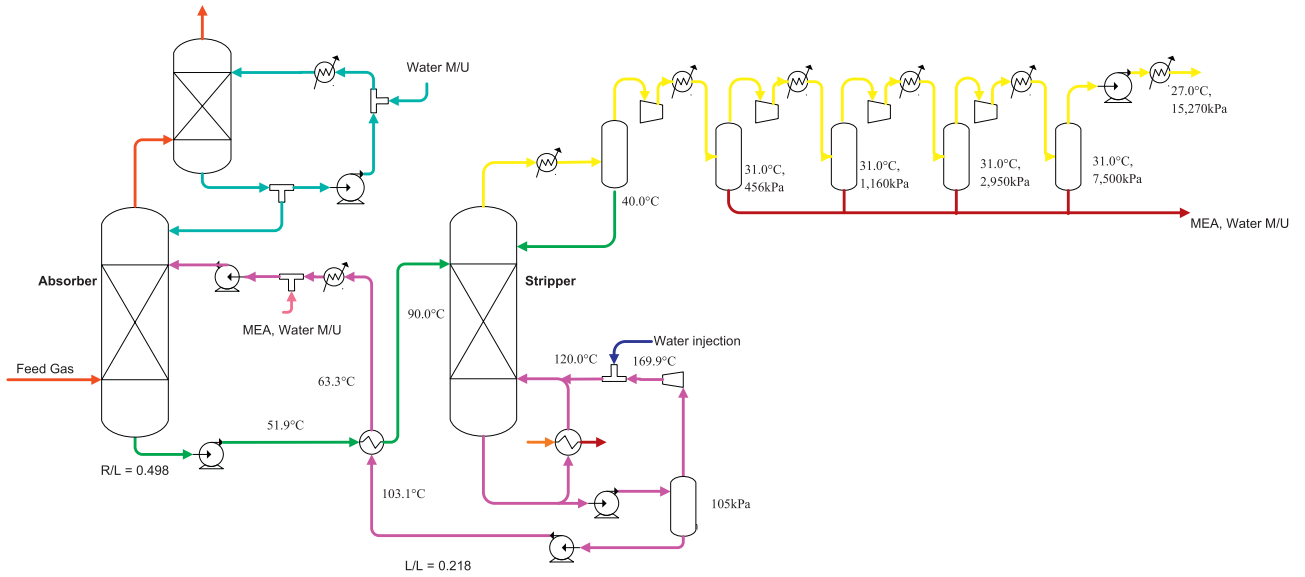 Water M/U
27.0°C,
15,270kPa
31.0°C,
456kPa
31.0°C,
1,160kPa
31.0°C,
2,950kPa
31.0°C,
7,500kPa
40.0°C
MEA, Water M/U
Absorber
Stripper
90.0°C
MEA, Water M/U
Water injection
120.0°C
169.9°C
Feed Gas
63.3°C
51.9°C
R/L = 0.498
103.1°C
105kPa
L/L = 0.218